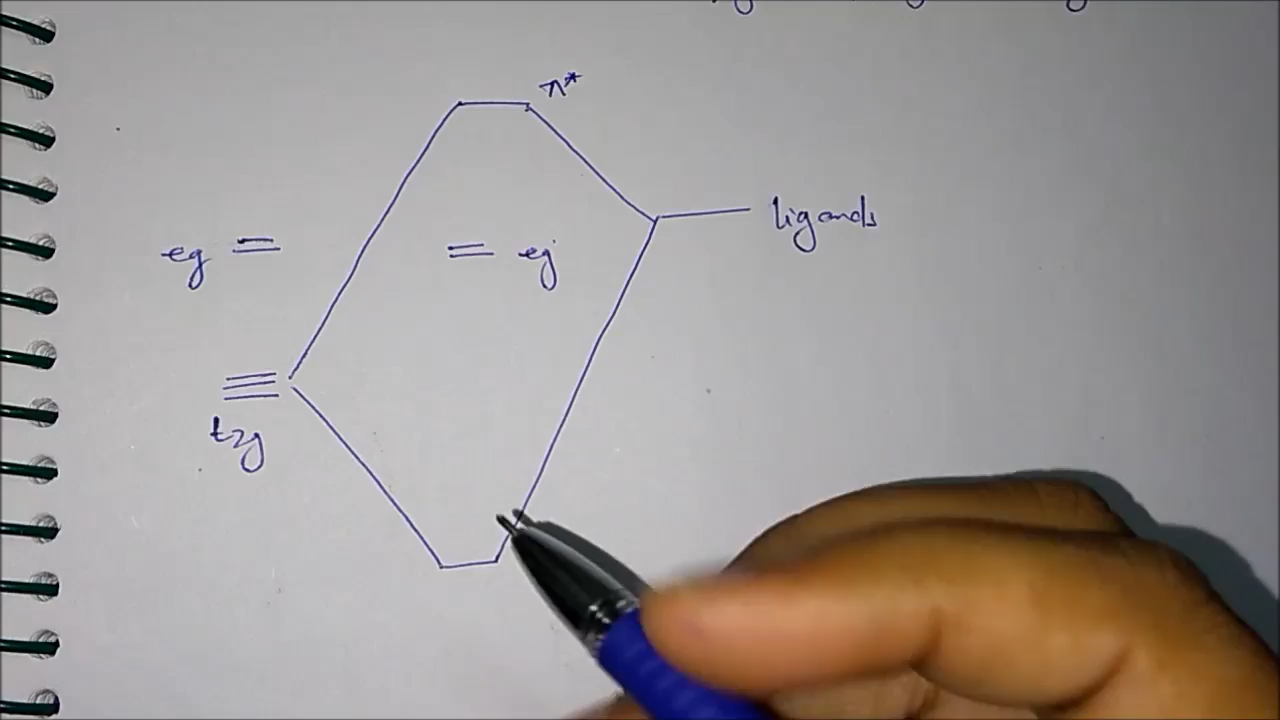 π*
ligands
eg
eg
t2g